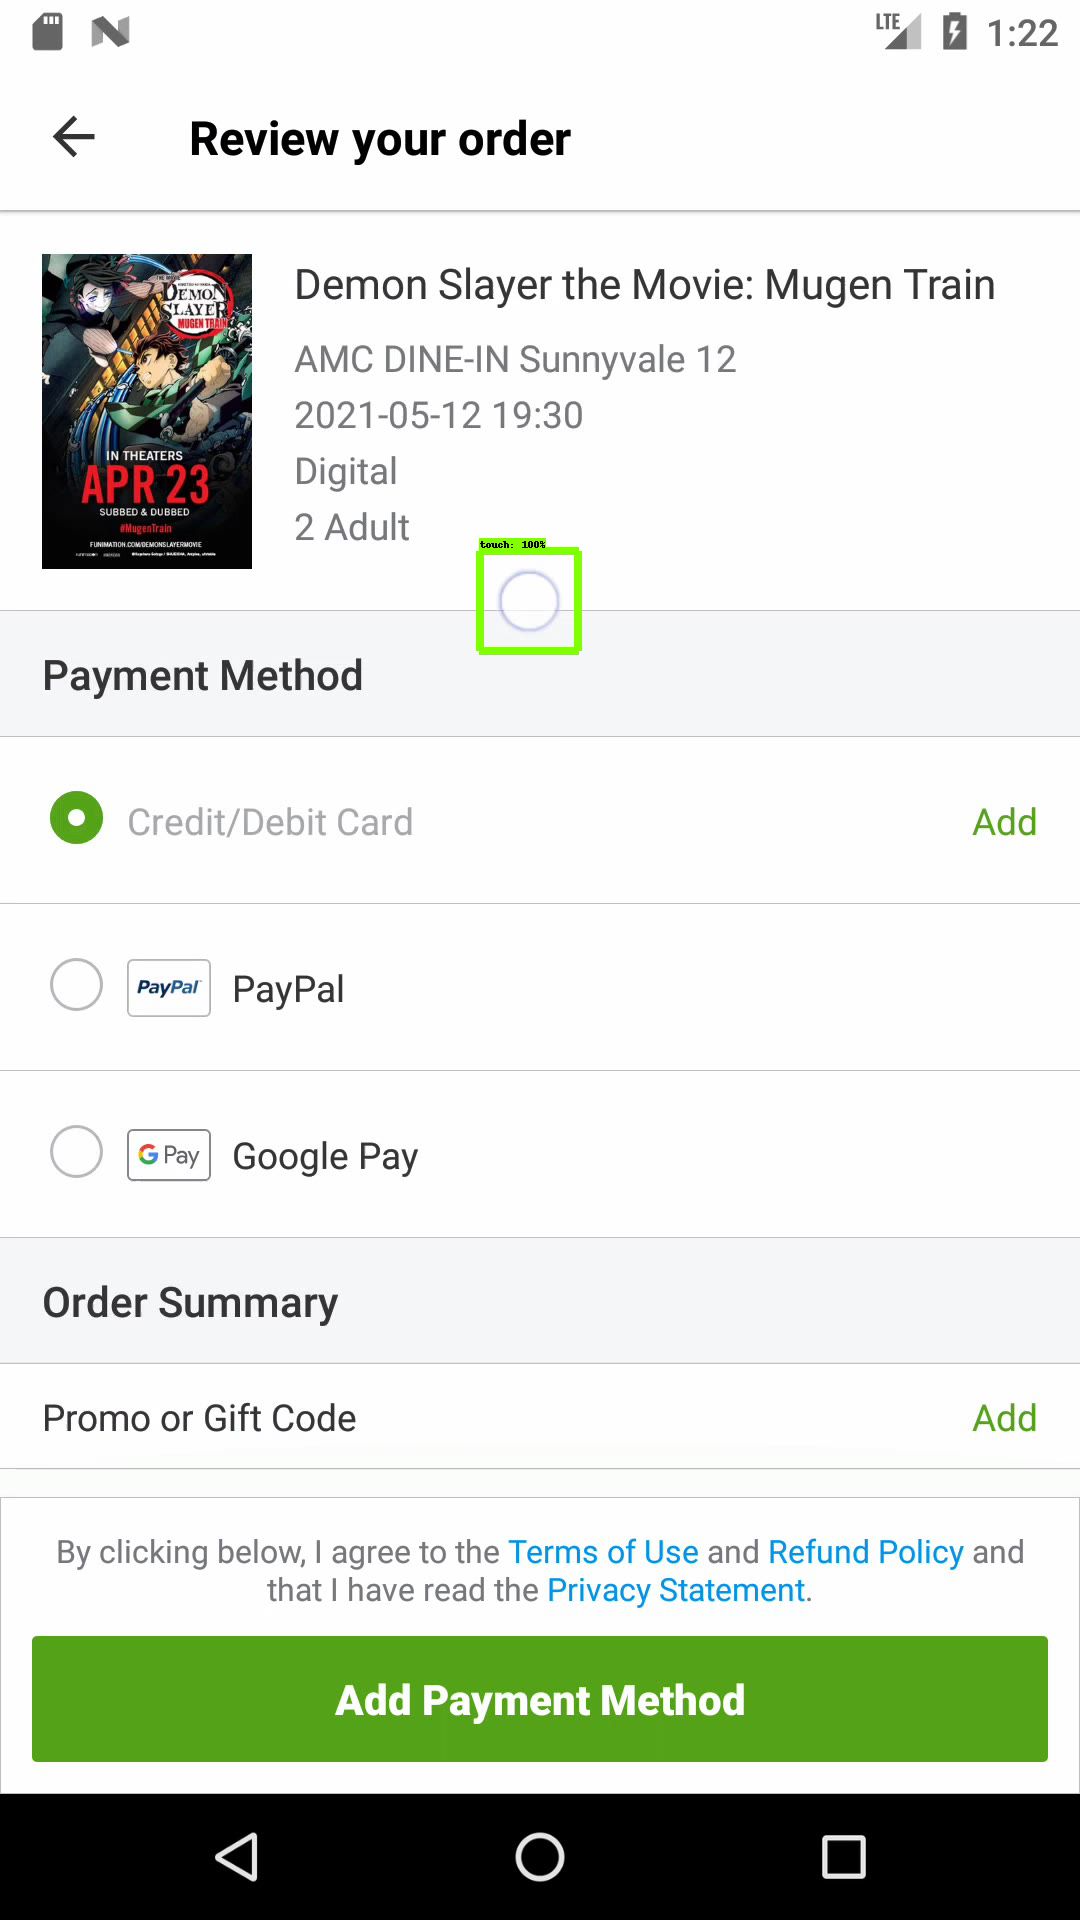 LTE 1:22
Review your order
DEMON
SLAYER
MUGEN TRAIN
IN THEATERS
APR 23
SUBBED & DUBBED
#MugenTrain
FUNIMATION.COM/DEMONSLAYERMOVIE
Demon Slayer the Movie: Mugen Train
AMC DINE-IN Sunnyvale 12
2021-05-12 19:30
Digital
2 Adult
touch: 100%
Payment Method
Credit/Debit Card Add
PayPal PayPal
G Pay Google Pay
Order Summary
Promo or Gift Code Add
By clicking below, I agree to the Terms of Use and Refund Policy and
that I have read the Privacy Statement.
Add Payment Method